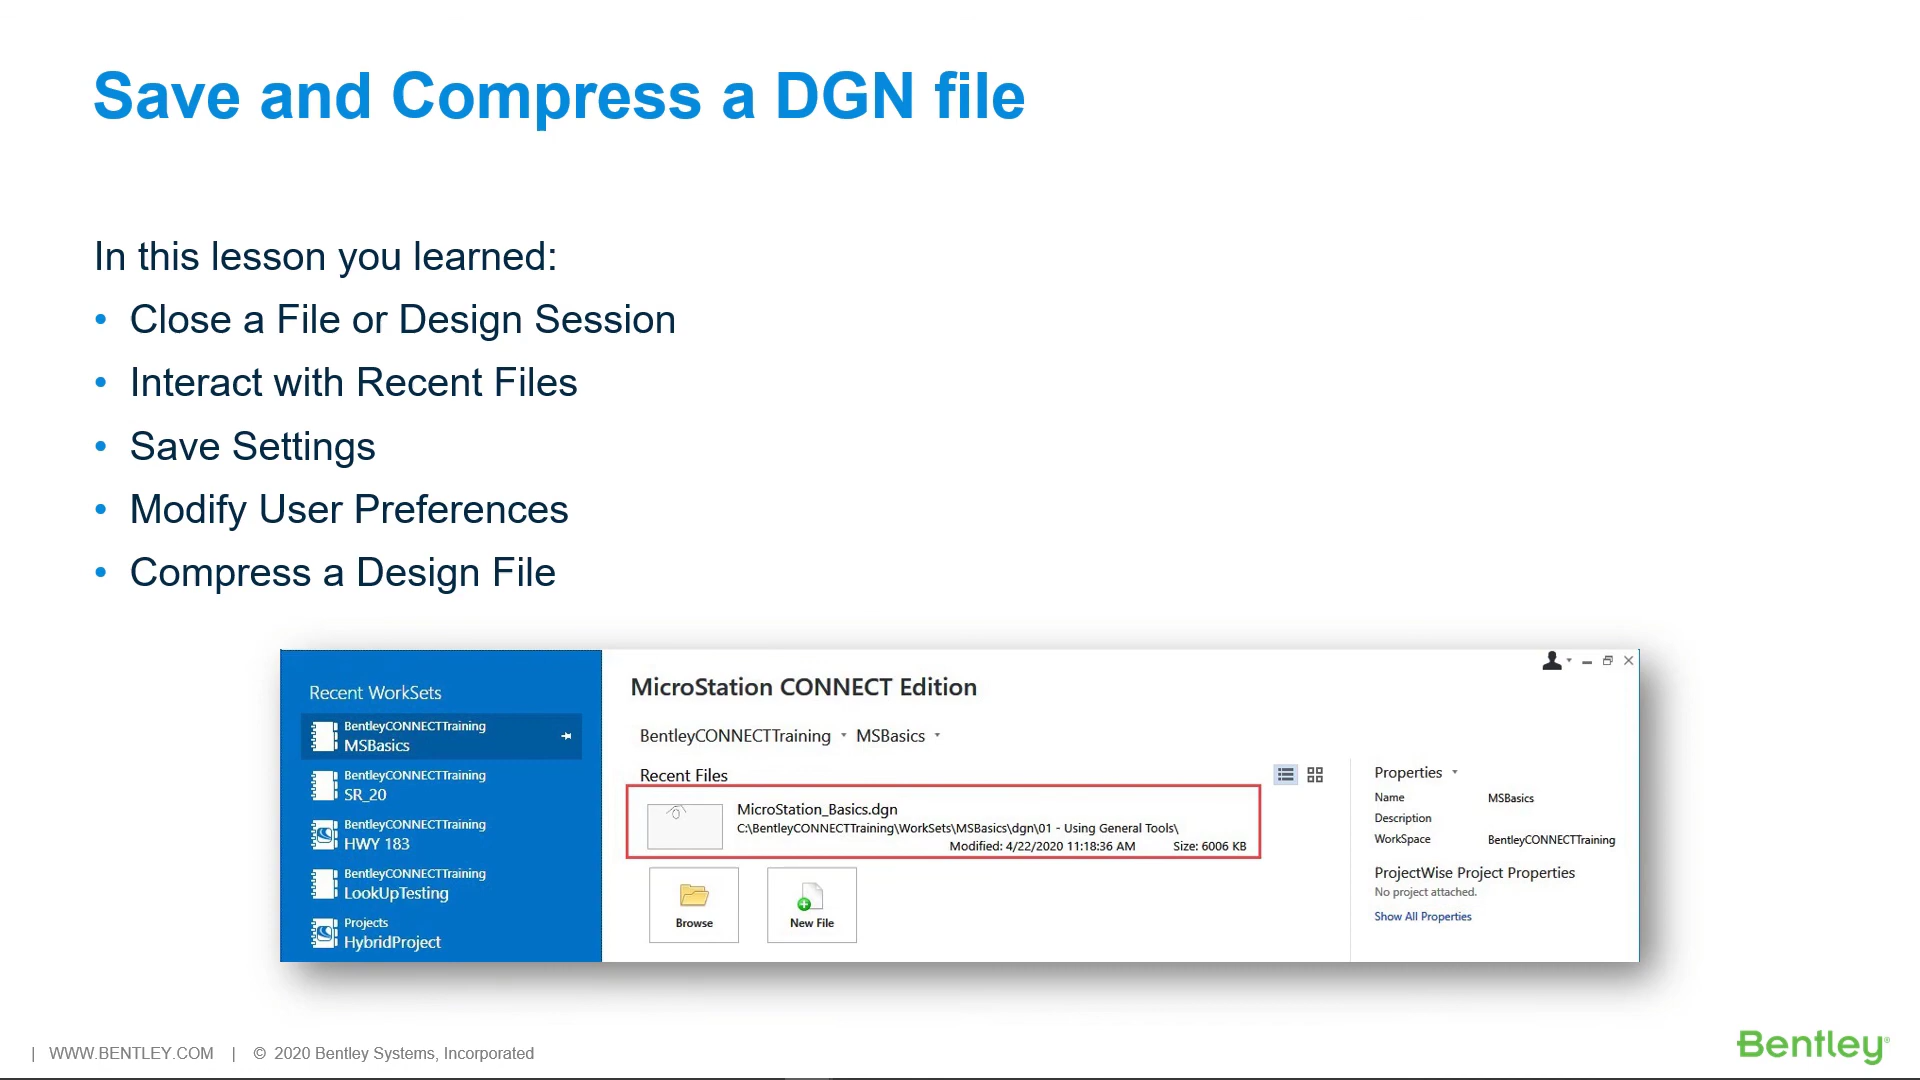 Save and Compress a DGN file
In this lesson you learned:
• Close a File or Design Session
• Interact with Recent Files
• Save Settings
• Modify User Preferences
• Compress a Design File
Recent WorkSets
BentleyCONNECTTraining
MSBasics
BentleyCONNECTTraining
SR_20
BentleyCONNECTTraining
HWY 183
BentleyCONNECTTraining
LookUpTesting
Projects
HybridProject
MicroStation CONNECT Edition
BentleyCONNECTTraining MSBasics
Recent Files
MicroStation_Basics.dgn
C:\BentleyCONNECTTraining\WorkSets\MSBasics\dgn\01 - Using General Tools\
Modified: 4/22/2020 11:18:36 AM Size: 6006 KB
Browse
New File
Properties
Name MSBasics
Description
WorkSpace BentleyCONNECTTraining
ProjectWise Project Properties
No project attached.
Show All Properties
| WWW.BENTLEY.COM | © 2020 Bentley Systems, Incorporated
Bentley®